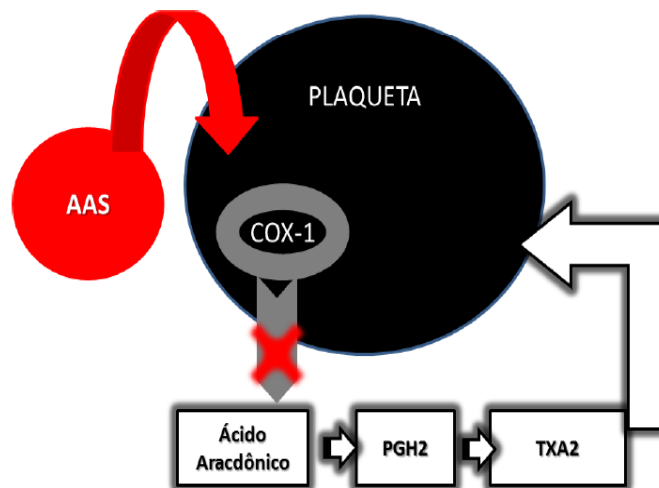 PLAQUETA
AAS
COX-1
Ácido
Aracdônico
PGH2
TXA2